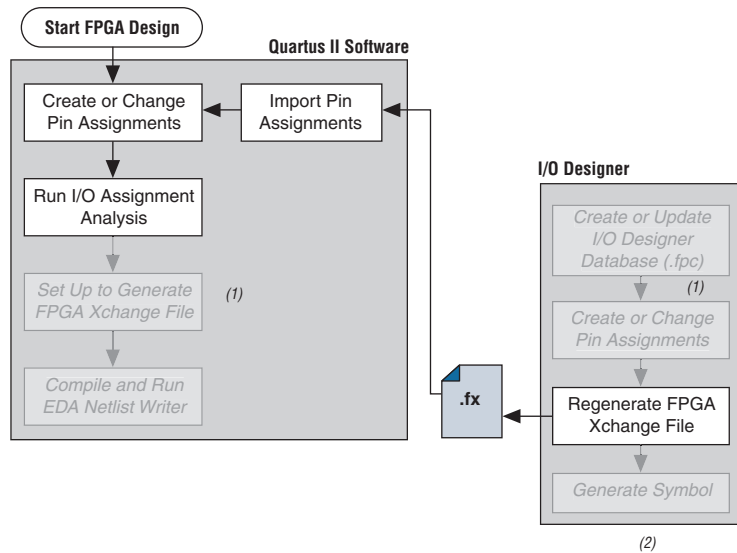 Start FPGA Design
Quartus II Software
Create or Change
Pin Assignments
Import Pin
Assignments
Run I/O Assignment
Analysis
Set Up to Generate
FPGA Xchange File
(1)
Compile and Run
EDA Netlist Writer
.fx
I/O Designer
Create or Update
I/O Designer
Database (.fpc)
(1)
Create or Change
Pin Assignments
Regenerate FPGA
Xchange File
Generate Symbol
(2)